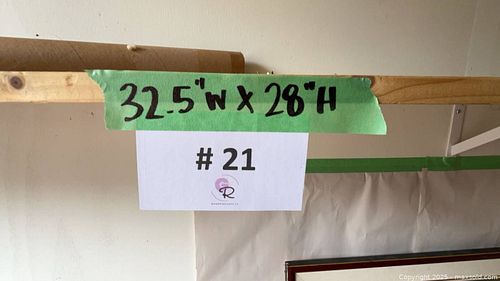 32.5"W X 28"H
# 21
R
Copyright 2025 - maxsold.com